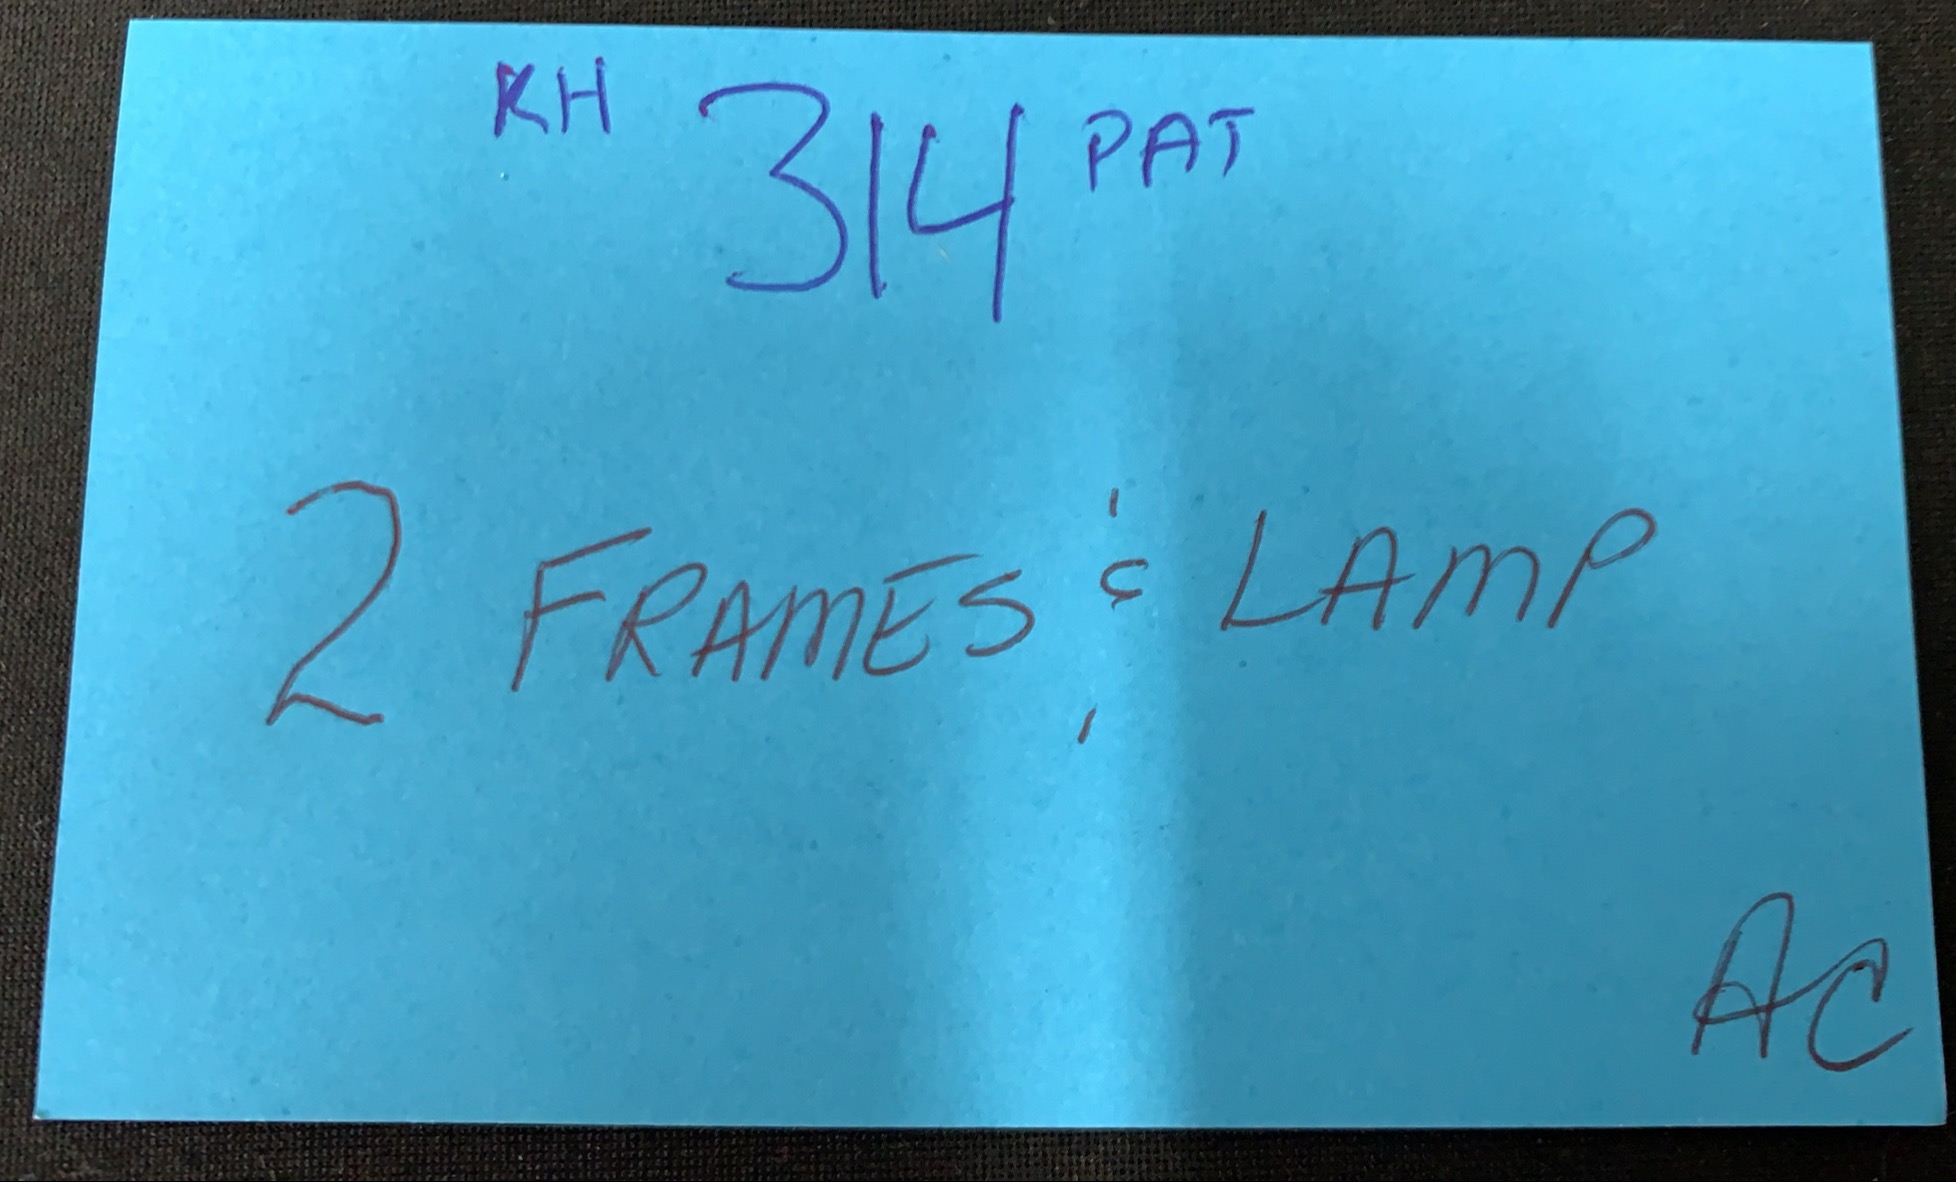 KH 314 PAT
2 FRAMES & LAMP
AC